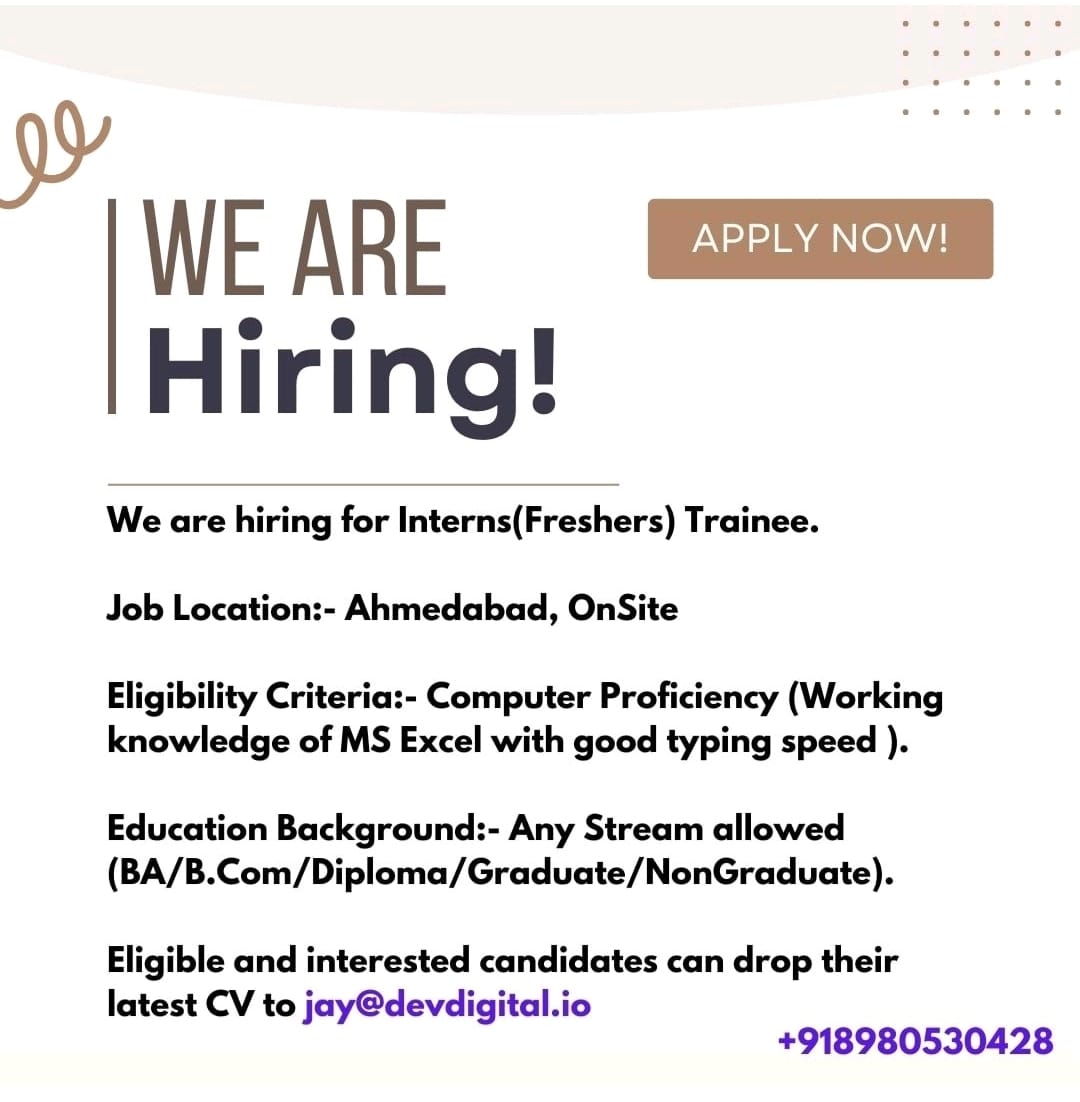 WE ARE
Hiring!
APPLY NOW!
We are hiring for Interns(Freshers) Trainee.
Job Location:- Ahmedabad, OnSite
Eligibility Criteria:- Computer Proficiency (Working
knowledge of MS Excel with good typing speed ).
Education Background:- Any Stream allowed
(BA/B.Com/Diploma/Graduate/NonGraduate).
Eligible and interested candidates can drop their
latest CV to jay@devdigital.io
+918980530428